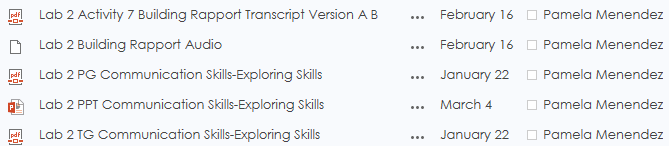 Lab 2 Activity 7 Building Rapport Transcript Version A B ... February 16 Pamela Menendez
Lab 2 Building Rapport Audio ... February 16 Pamela Menendez
pdf Lab 2 PG Communication Skills-Exploring Skills ... January 22 Pamela Menendez
Lab 2 PPT Communication Skills-Exploring Skills ... March 4 Pamela Menendez
pdf Lab 2 TG Communication Skills-Exploring Skills ... January 22 Pamela Menendez